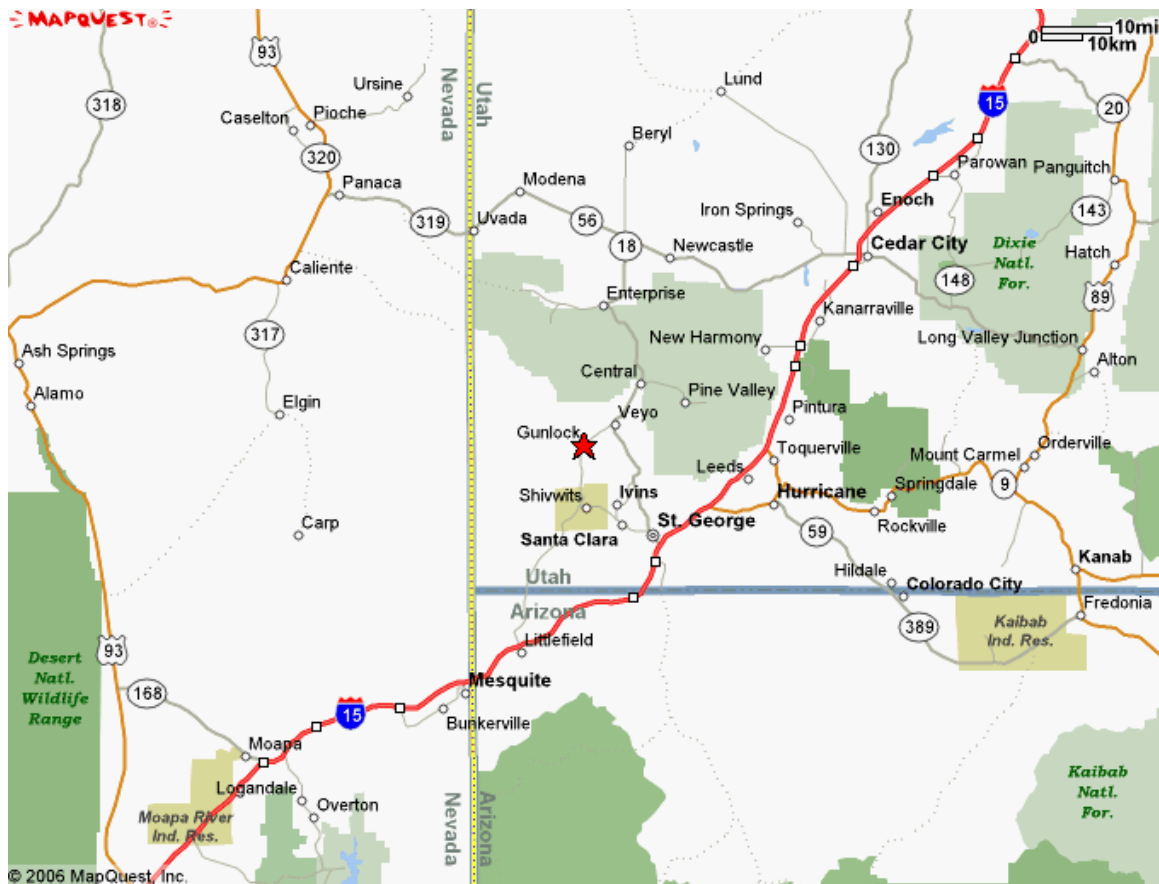 MAPQUEST®
0 10mi
10km
93
Ursine
Nevada
Utah
Lund
15
318
Pioche
Caselton
20
320
Beryl
130
Parowan
Panguitch
Panaca
Modena
Enoch
143
319
Uvada
56
Iron Springs
18
Newcastle
Cedar City
Dixie
Natl.
For.
Hatch
Caliente
148
Enterprise
89
Kanarraville
317
New Harmony
Long Valley Junction
Ash Springs
Alton
Central
Pine Valley
Alamo
Elgin
Veyo
Pintura
Gunlock
Toquerville
Orderville
Mount Carmel
Leeds
9
Shivwits
Ivins
Hurricane
Springdale
Carp
St. George
Rockville
Santa Clara
59
Hildale
Kanab
Utah
Arizona
Colorado City
Fredonia
389
Kaibab
Ind. Res.
Littlefield
93
Desert
Natl.
Wildlife
Range
Mesquite
168
15
Bunkerville
Moapa
Logandale
Overton
Moapa River
Ind. Res.
Nevada
Arizona
Kaibab
Natl.
For.
© 2006 MapQuest, Inc.